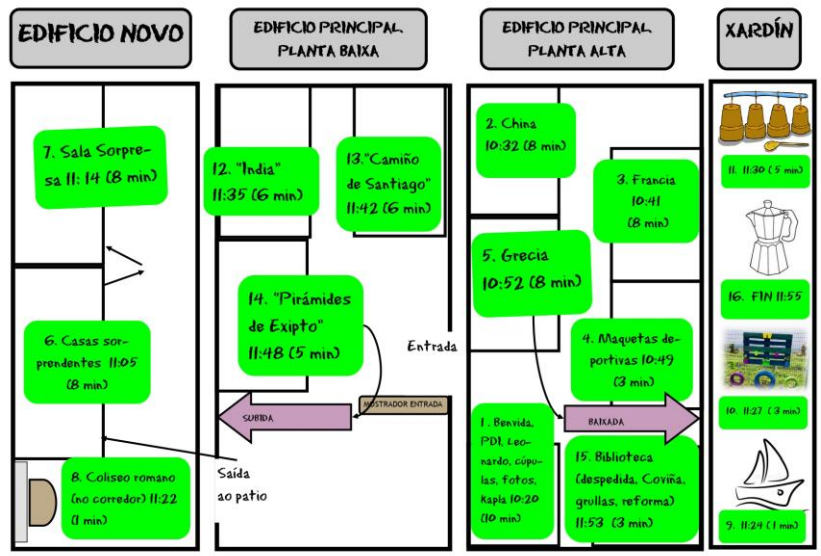 EDIFICIO NOVO
7. Sala Sorpre-
sa 11: 14 (8 min)
6. Casas sor-
prendentes 11:05
(8 min)
8. Coliseo romano
(no corredor) 11:22
(1 min)
Saída
ao patio
EDIFICIO PRINCIPAL
PLANTA BAIXA
12. "India"
11:35 (6 min)
13."Camiño
de Santiago"
11:42 (6 min)
14. "Pirámides
de Exipto"
11:48 (5 min)
Entrada
MOSTRADOR ENTRADA
SUBIDA
EDIFICIO PRINCIPAL
PLANTA ALTA
2. China
10:32 (8 min)
3. Francia
10:41
(8 min)
5. Grecia
10:52 (8 min)
4. Maquetas de-
portivas 10:49
(3 min)
BAIXADA
1. Benvida,
PDI, Leo-
nardo, cúpu-
las, fotos,
Kapla 10:20
(10 min)
15. Biblioteca
(despedida, Coviña,
grullas, reforma)
11:53 (3 min)
XARDÍN
11. 11:30 ( 5 min)
16. FIN 11:55
10. 11:27 ( 3 min)
9. 11:24 ( 1 min)